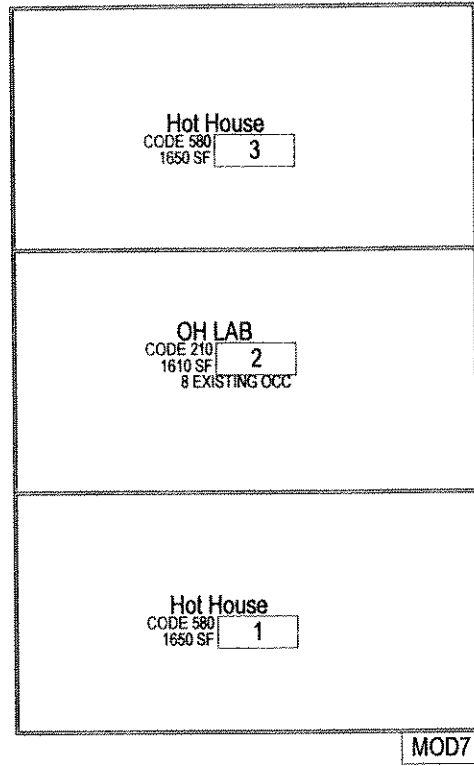 Hot House
CODE 580
1650 SF
3
OH LAB
CODE 210
1610 SF
2
8 EXISTING OCC
Hot House
CODE 580
1650 SF
1
MOD7